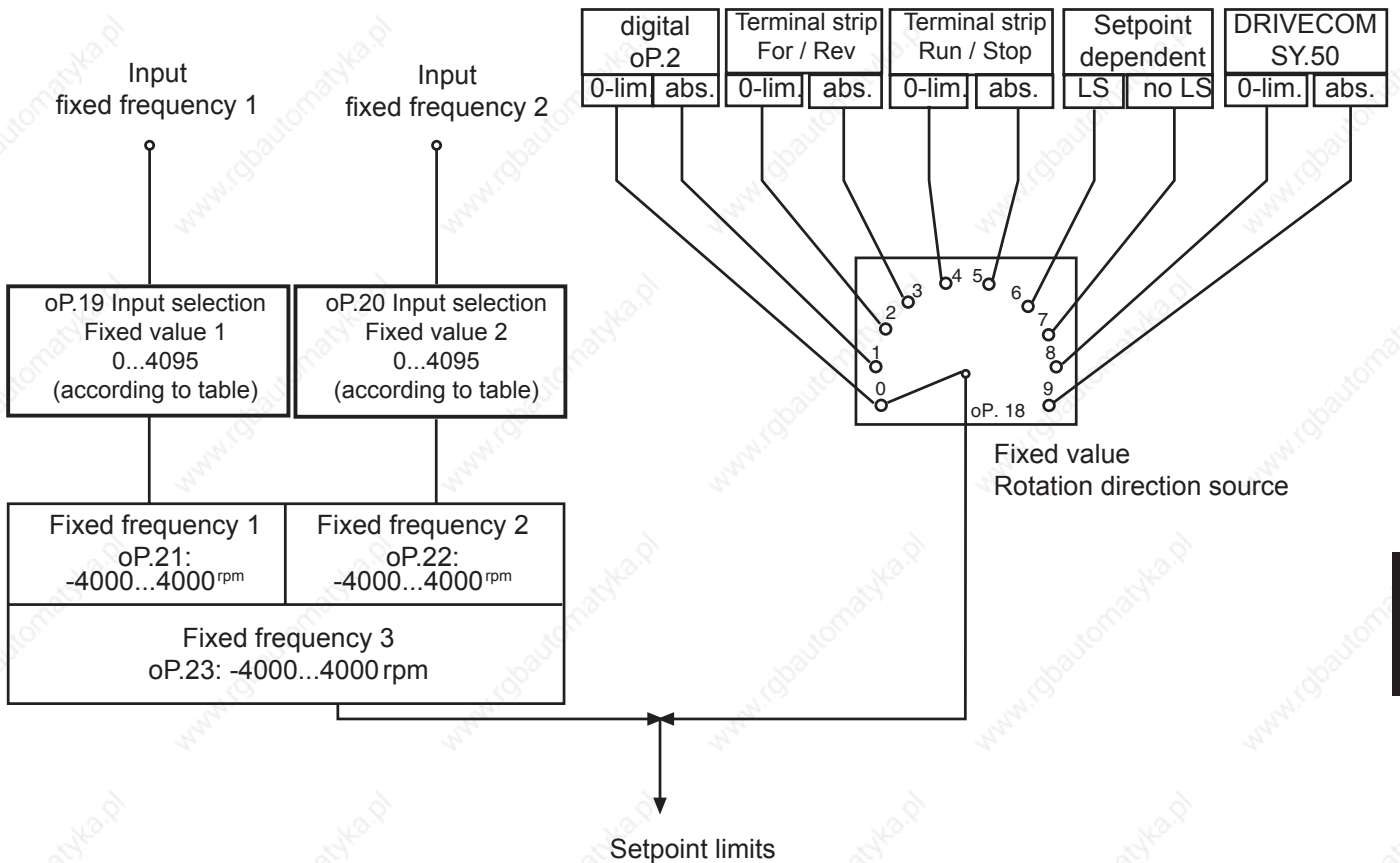 Input
fixed frequency 1
Input
fixed frequency 2
digital
oP.2
0-lim. abs.
Terminal strip
For / Rev
0-lim. abs.
Terminal strip
Run / Stop
0-lim. abs.
Setpoint
dependent
LS no LS
DRIVECOM
SY.50
0-lim. abs.
oP.19 Input selection
Fixed value 1
0...4095
(according to table)
oP.20 Input selection
Fixed value 2
0...4095
(according to table)
0
1
2
3
4
5
6
7
8
9
oP. 18
Fixed value
Rotation direction source
Fixed frequency 1
oP.21:
-4000...4000 rpm
Fixed frequency 2
oP.22:
-4000...4000 rpm
Fixed frequency 3
oP.23: -4000...4000 rpm
Setpoint limits
www.rgbautomatyka.pl